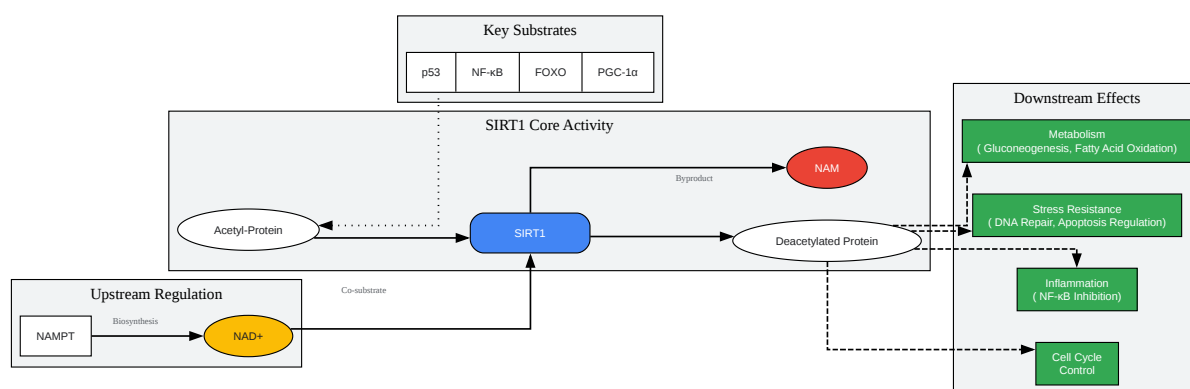 Key Substrates
p53
NF-κB
FOXO
PGC-1α
Downstream Effects
SIRT1 Core Activity
Metabolism
( Gluconeogenesis, Fatty Acid Oxidation)
NAM
Byproduct
Stress Resistance
( DNA Repair, Apoptosis Regulation)
Acetyl-Protein
SIRT1
Deacetylated Protein
Upstream Regulation
Co-substrate
Inflammation
( NF-κB Inhibition)
Biosynthesis
NAMPT
NAD+
Cell Cycle
Control